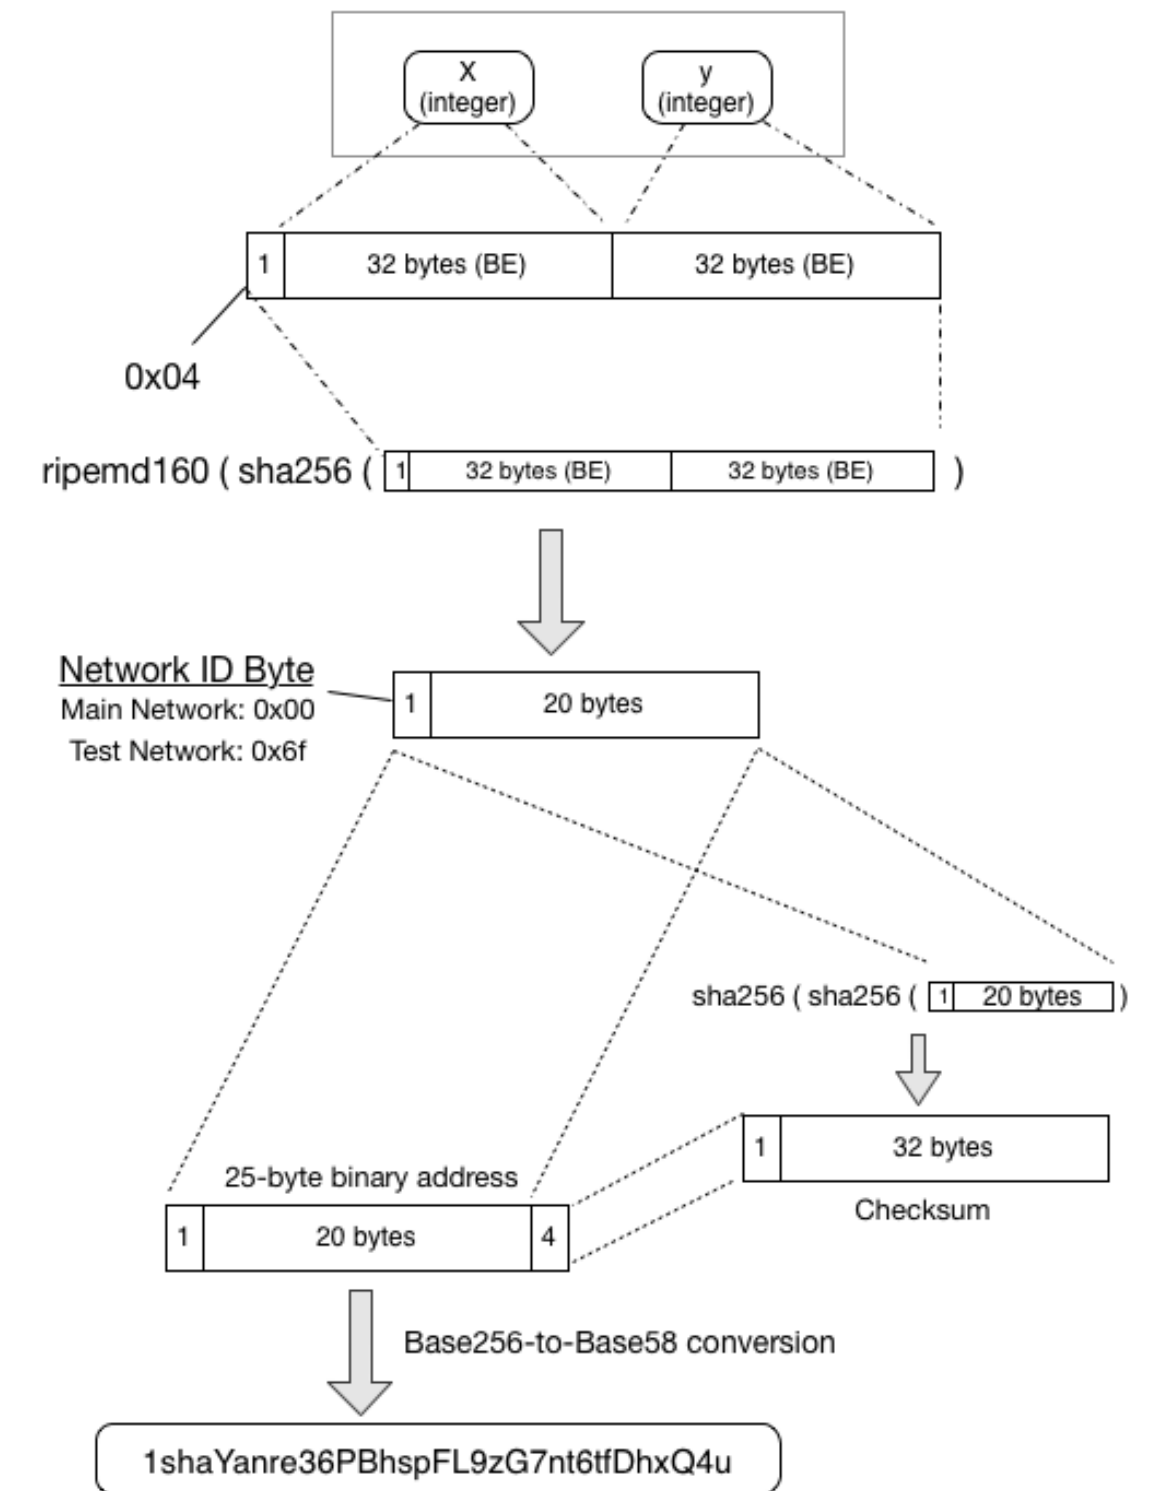 X
(integer)
y
(integer)
1
32 bytes (BE)
32 bytes (BE)
0x04
ripemd160 ( sha256 ( 1 32 bytes (BE) 32 bytes (BE) )
Network ID Byte
Main Network: 0x00
Test Network: 0x6f
1
20 bytes
sha256 ( sha256 ( 1 20 bytes )
1
32 bytes
Checksum
25-byte binary address
1
20 bytes
4
Base256-to-Base58 conversion
1shaYanre36PBhspFL9zG7nt6tfDhxQ4u